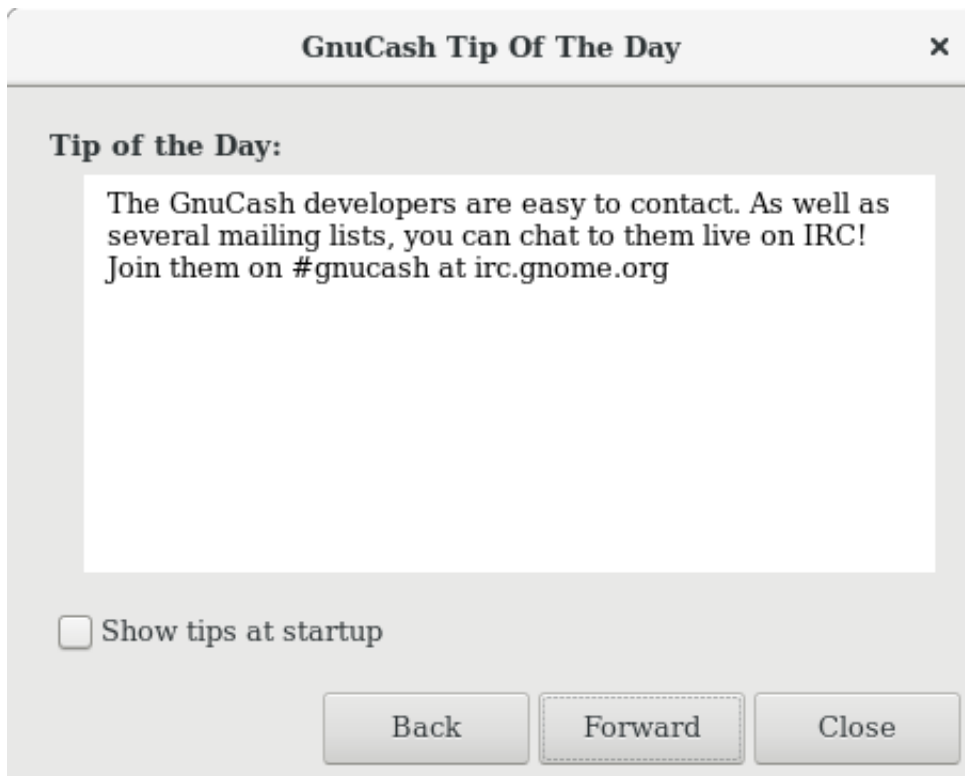 GnuCash Tip Of The Day
Tip of the Day:
The GnuCash developers are easy to contact. As well as
several mailing lists, you can chat to them live on IRC!
Join them on #gnucash at irc.gnome.org
Show tips at startup
Back Forward Close